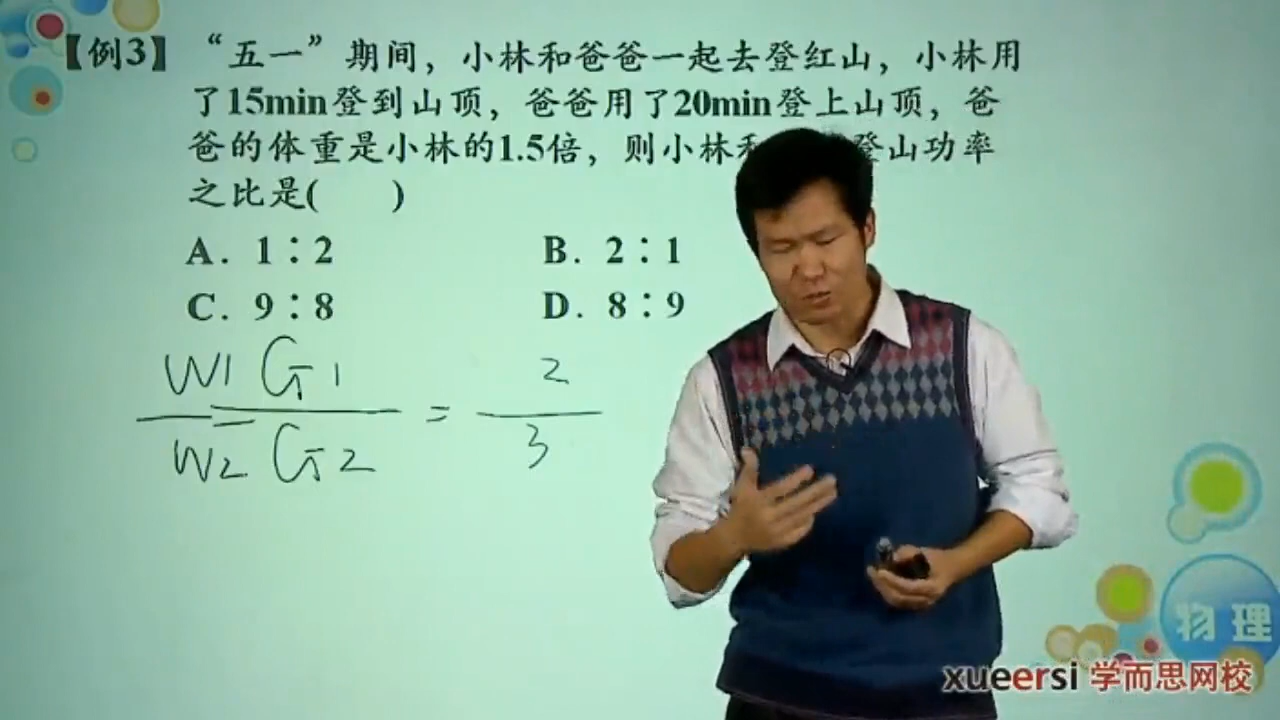 【例3】 “五一”期间，小林和爸爸一起去登红山，小林用
了15min登到山顶，爸爸用了20min登上山顶，爸
爸的体重是小林的1.5倍，则小林 登山功率
之比是( )
A. 1∶2 B. 2∶1
C. 9∶8 D. 8∶9
W1 G1 2
= =
W2 G2 3
物理
xueersi 学而思网校